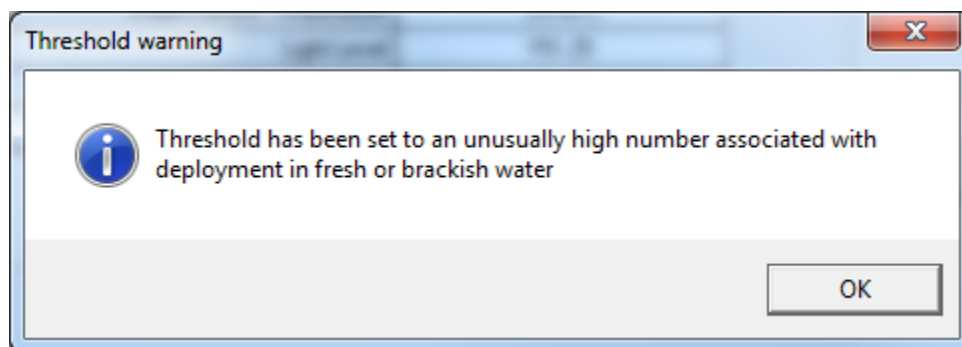 Threshold warning
Threshold has been set to an unusually high number associated with
deployment in fresh or brackish water
OK